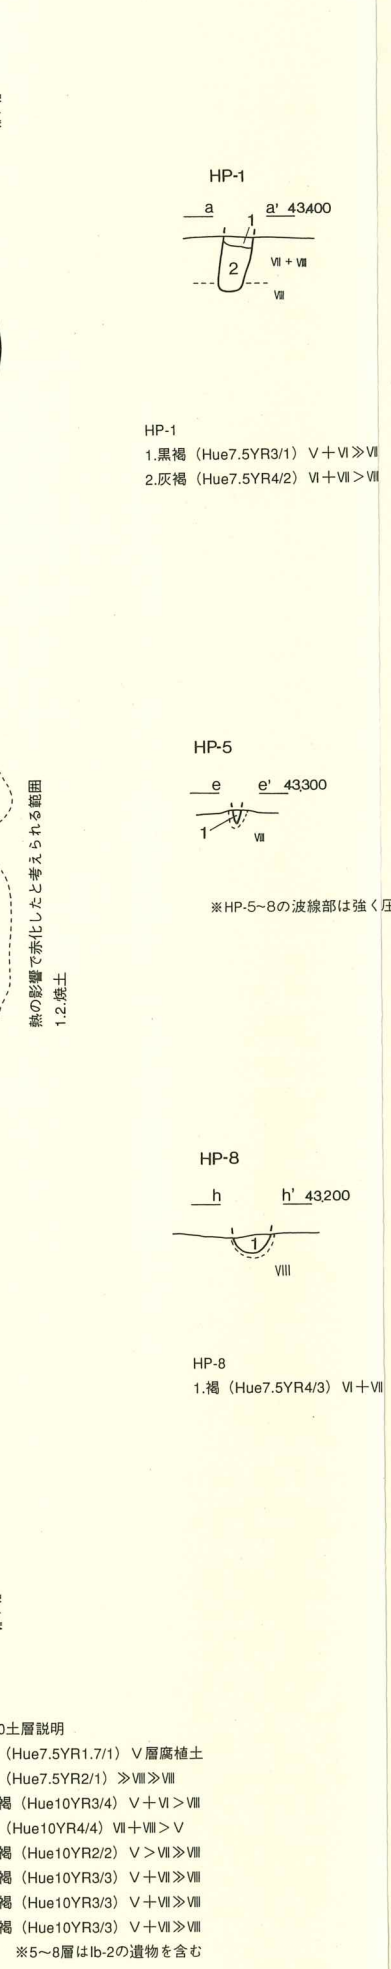 HP-1
a a' 43,400
1
2
Ⅶ + Ⅷ
Ⅷ
HP-1
1.黒褐（Hue7.5YR3/1）Ⅴ＋Ⅵ≫Ⅶ
2.灰褐（Hue7.5YR4/2）Ⅵ＋Ⅶ＞Ⅷ
HP-5
e e' 43,300
1
Ⅷ
※HP-5~8の波線部は強く圧
熱の影響で赤化したと考えられる範囲
1.2.焼土
HP-8
h h' 43,200
1
VIII
HP-8
1.褐（Hue7.5YR4/3）Ⅵ＋Ⅶ
0土層説明
（Hue7.5YR1.7/1）Ⅴ層腐植土
（Hue7.5YR2/1）≫Ⅷ≫Ⅷ
褐（Hue10YR3/4）Ⅴ＋Ⅵ＞Ⅷ
（Hue10YR4/4）Ⅶ＋Ⅷ＞Ⅴ
褐（Hue10YR2/2）Ⅴ＞Ⅶ≫Ⅷ
褐（Hue10YR3/3）Ⅴ＋Ⅶ≫Ⅷ
褐（Hue10YR3/3）Ⅴ＋Ⅶ≫Ⅷ
褐（Hue10YR3/3）Ⅴ＋Ⅶ≫Ⅷ
※5～8層はⅠb-2の遺物を含む